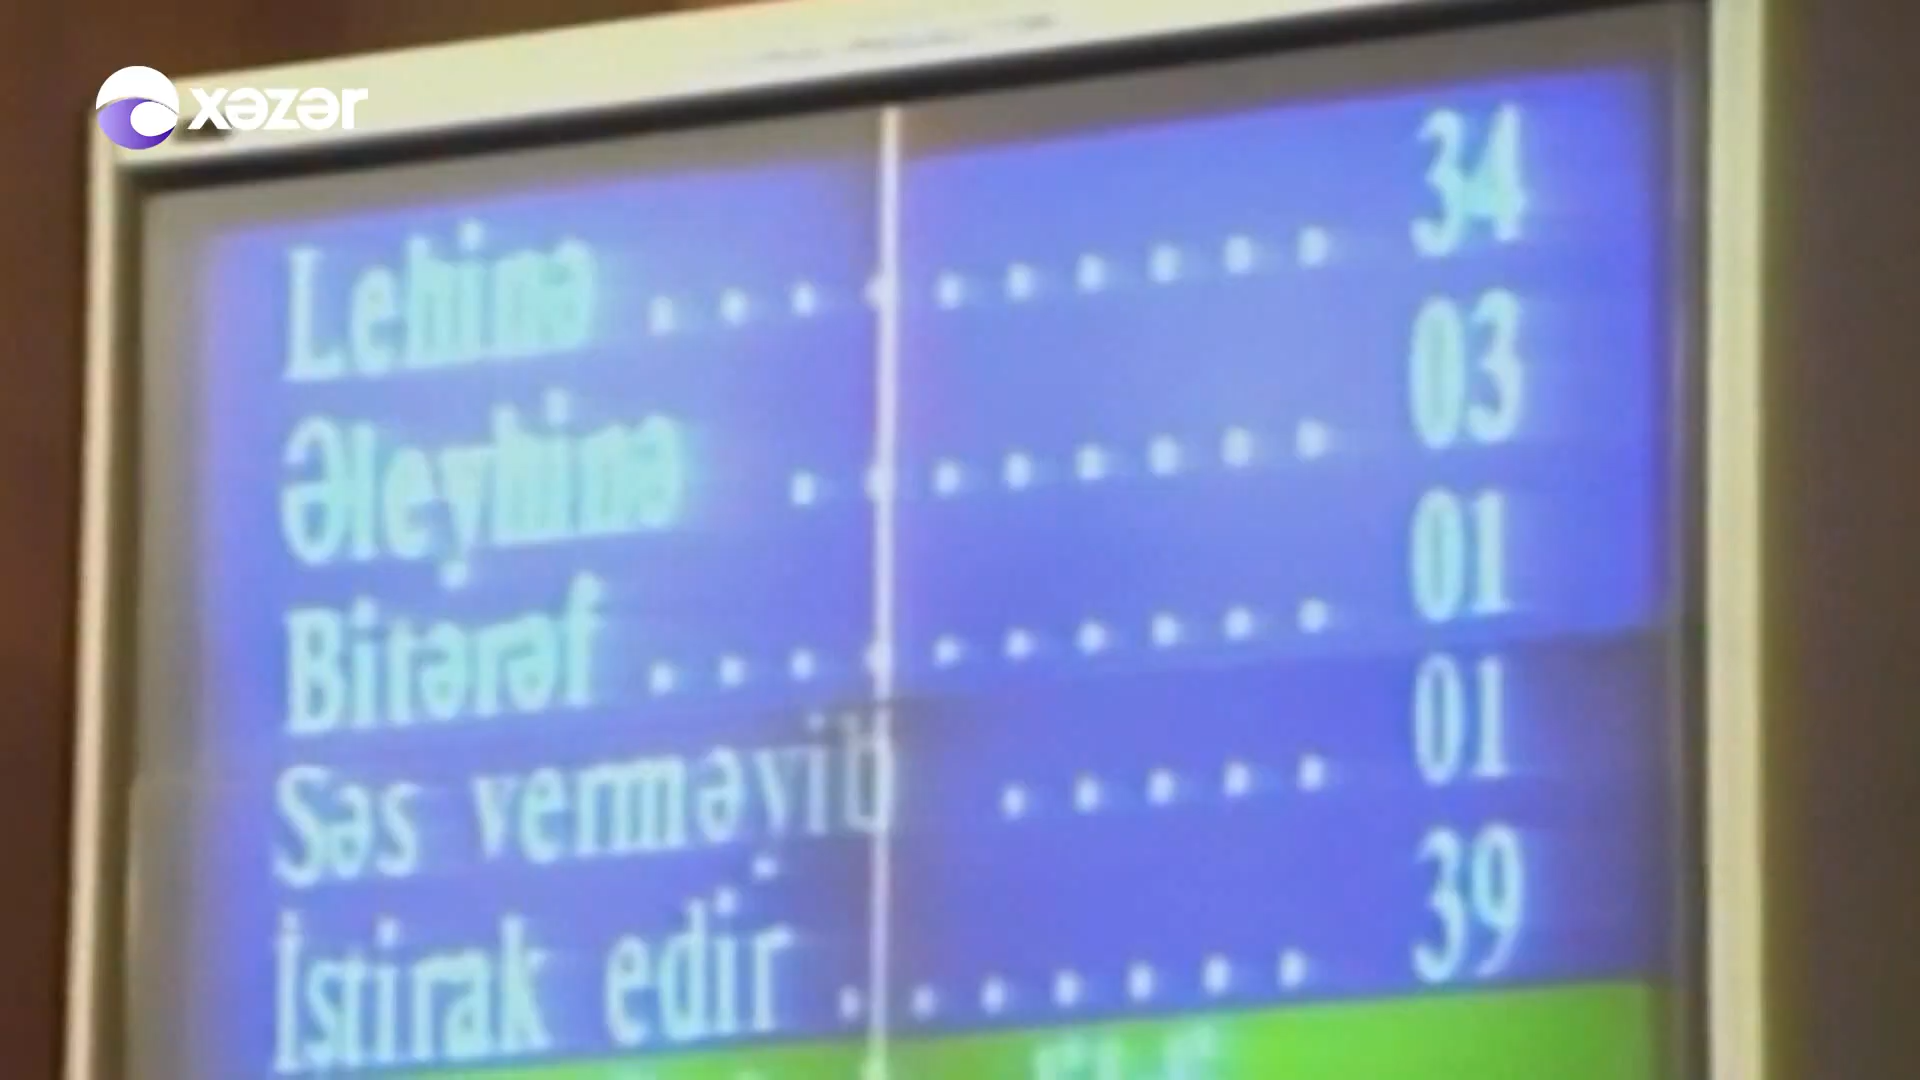 xəzər
Lehinə . . . . . . . . . . 34
Əleyhinə . . . . . . . . 03
Bitərəf . . . . . . . . . . 01
Səs verməyib . . . . . 01
İştirak edir . . . . . . . 39